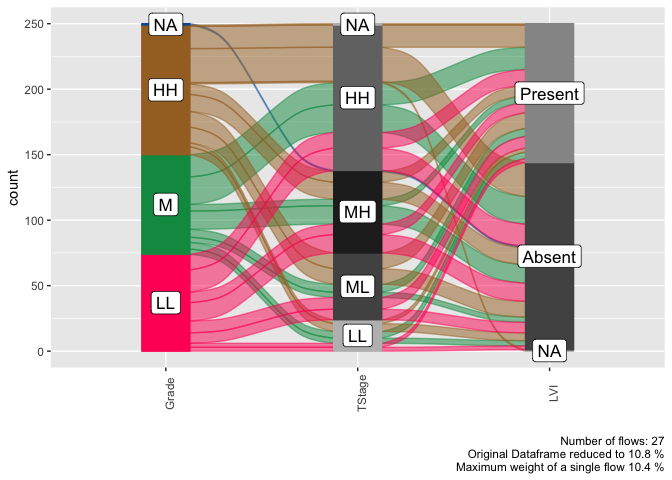 250
200
150
100
50
0
count
NA
HH
M
LL
NA
HH
MH
ML
LL
Present
Absent
NA
Grade
TStage
LVI
Number of flows: 27
Original Dataframe reduced to 10.8 %
Maximum weight of a single flow 10.4 %